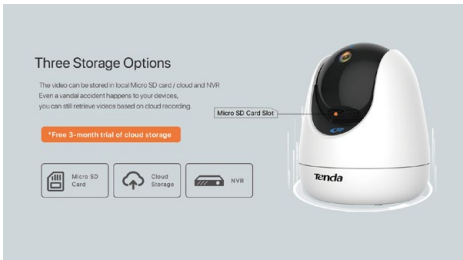 Three Storage Options
The video can be stored in local Micro SD card / cloud and NVR
Even a vandal accident happens to your devices,
you can still retrieve videos based on cloud recording.
Micro SD Card Slot
*Free 3-month trial of cloud storage
Micro SD
Card
Cloud
Storage
NVR
Tenda